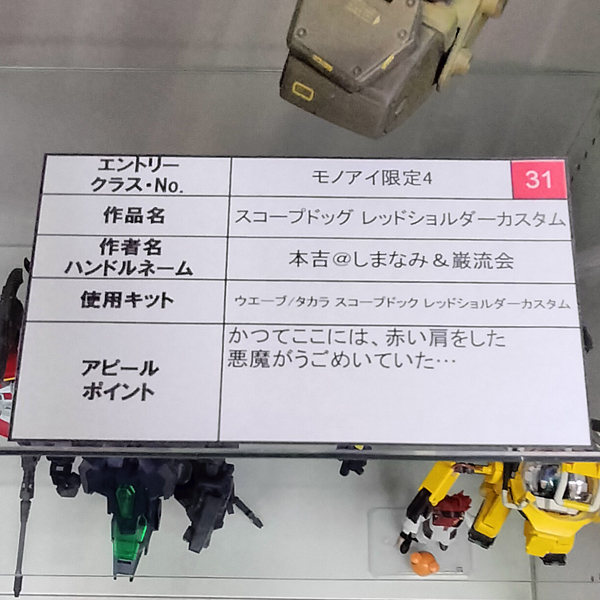 エントリー
クラス・No.
モノアイ限定4
31
作品名
スコープドッグ レッドショルダーカスタム
作者名
ハンドルネーム
本吉@しまなみ&巌流会
使用キット
ウエーブ/タカラ スコープドック レッドショルダーカスタム
アピール
ポイント
かつてここには、赤い肩をした
悪魔がうごめいていた…